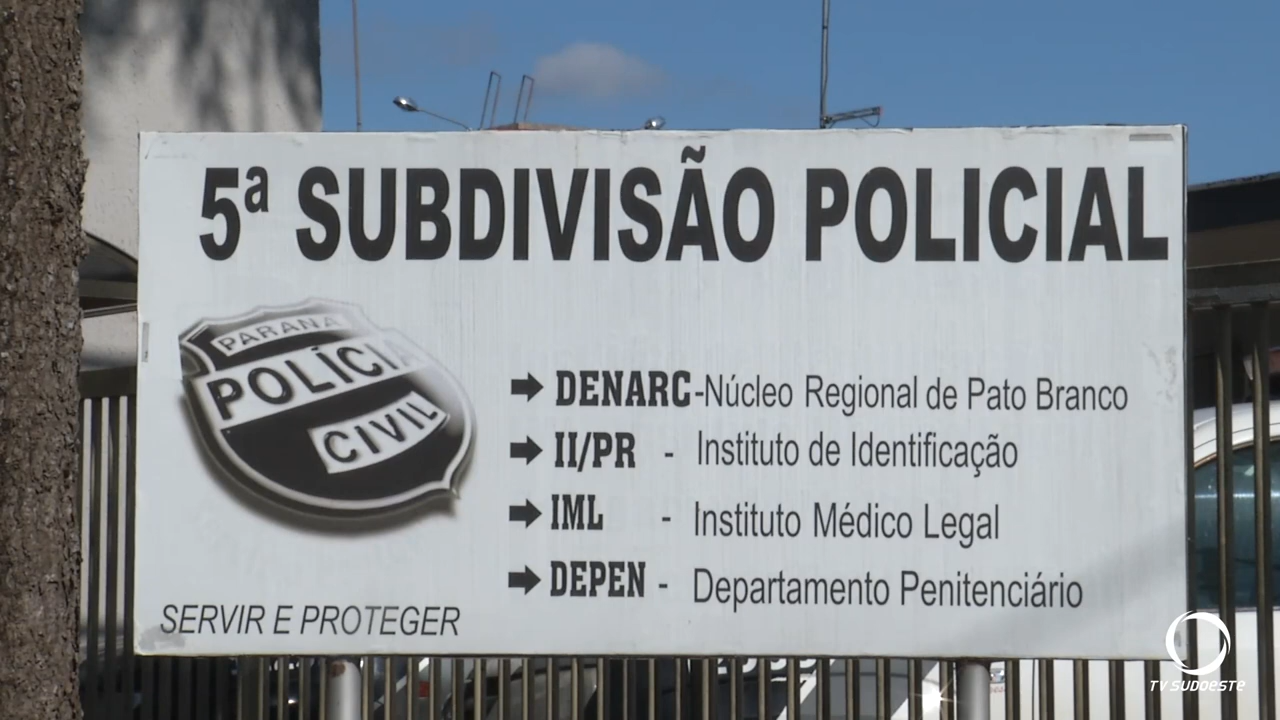 5ª SUBDIVISÃO POLICIAL
PARANÁ
POLÍCIA
CIVIL
DENARC-Núcleo Regional de Pato Branco
II/PR - Instituto de Identificação
IML - Instituto Médico Legal
DEPEN - Departamento Penitenciário
SERVIR E PROTEGER
TV SUDOESTE